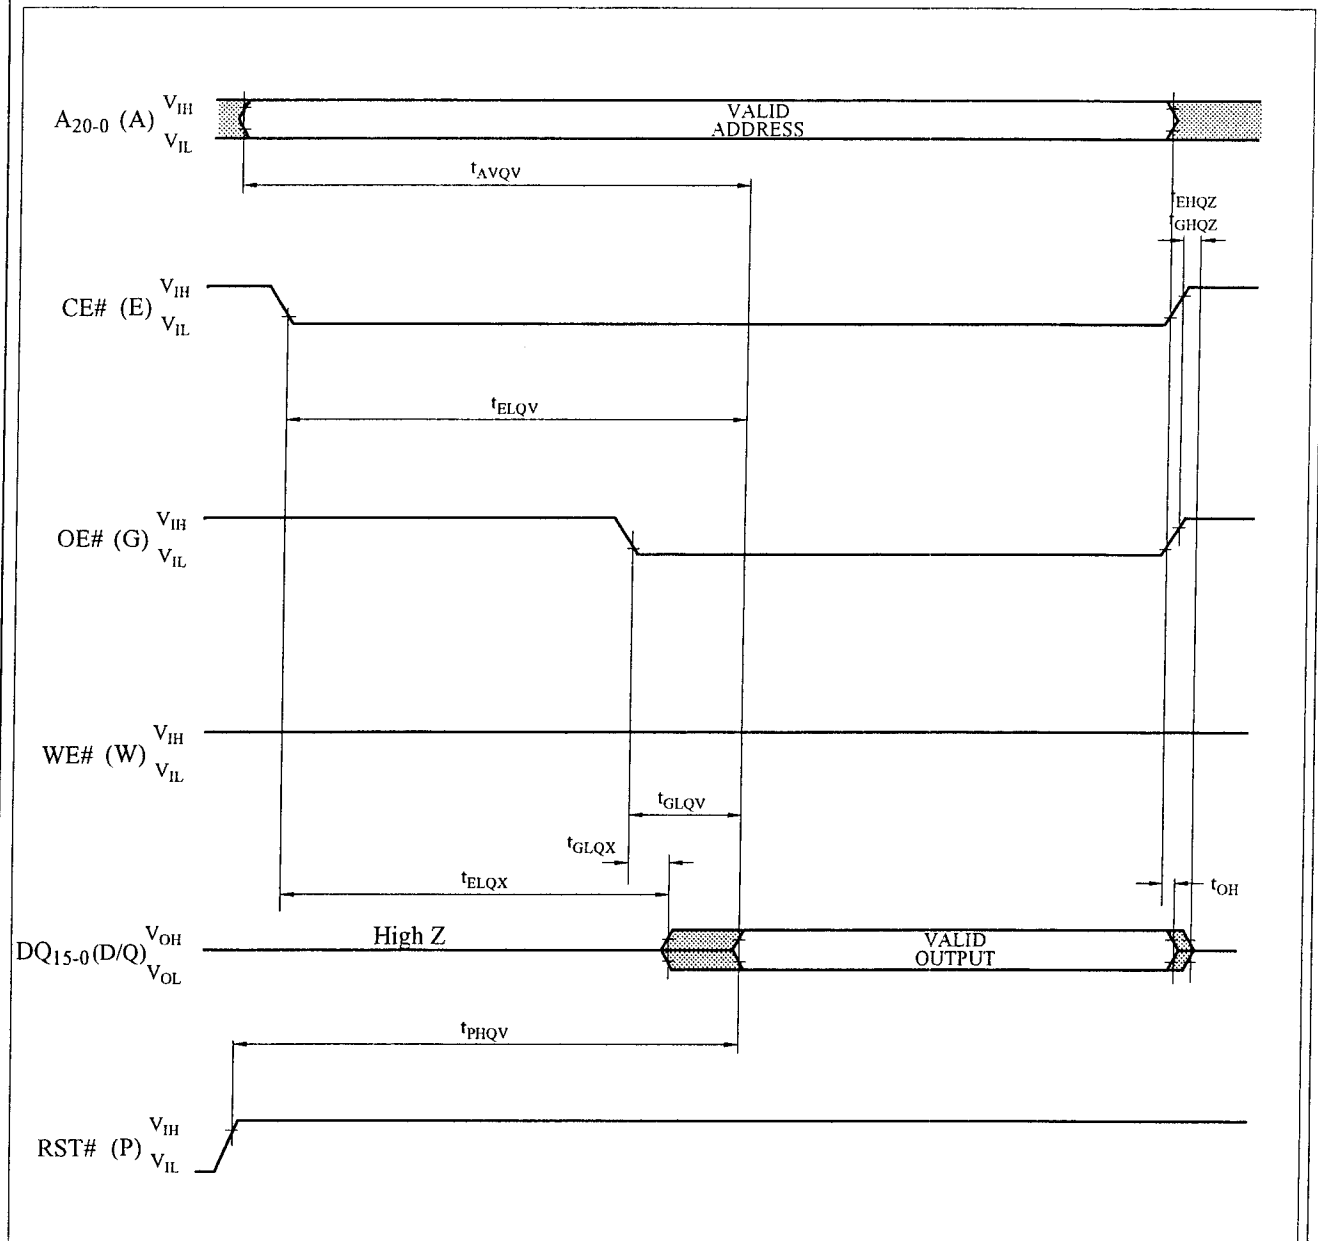 VIH
A20-0 (A)
VIL
VALID
ADDRESS
tAVQV
tEHQZ
tGHQZ
VIH
CE# (E)
VIL
tELQV
VIH
OE# (G)
VIL
VIH
WE# (W)
VIL
tGLQV
tGLQX
tELQX
tOH
VOH
DQ15-0(D/Q)
VOL
High Z
VALID
OUTPUT
tPHQV
VIH
RST# (P)
VIL